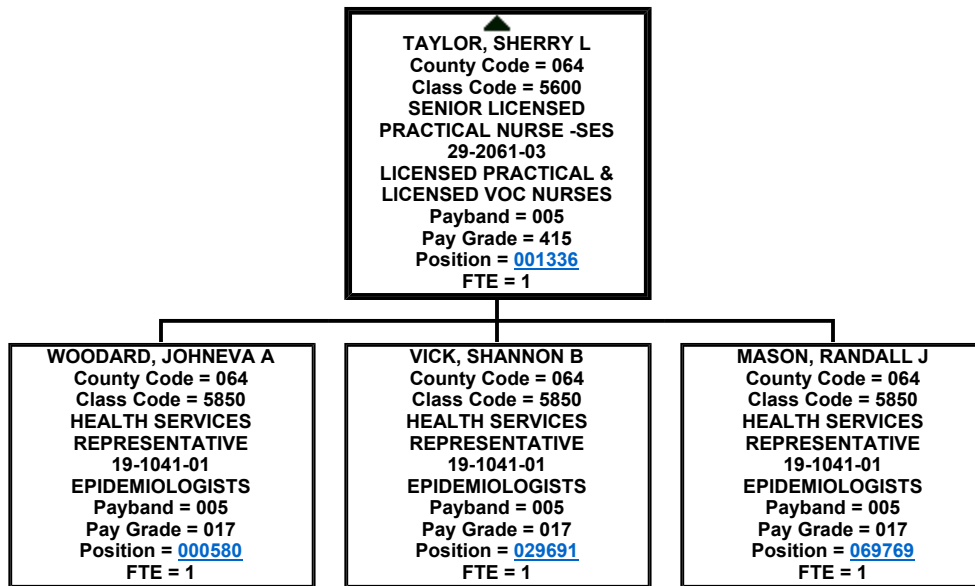 TAYLOR, SHERRY L
County Code = 064
Class Code = 5600
SENIOR LICENSED
PRACTICAL NURSE -SES
29-2061-03
LICENSED PRACTICAL &
LICENSED VOC NURSES
Payband = 005
Pay Grade = 415
Position = 001336
FTE = 1
WOODARD, JOHNEVA A
County Code = 064
Class Code = 5850
HEALTH SERVICES
REPRESENTATIVE
19-1041-01
EPIDEMIOLOGISTS
Payband = 005
Pay Grade = 017
Position = 000580
FTE = 1
VICK, SHANNON B
County Code = 064
Class Code = 5850
HEALTH SERVICES
REPRESENTATIVE
19-1041-01
EPIDEMIOLOGISTS
Payband = 005
Pay Grade = 017
Position = 029691
FTE = 1
MASON, RANDALL J
County Code = 064
Class Code = 5850
HEALTH SERVICES
REPRESENTATIVE
19-1041-01
EPIDEMIOLOGISTS
Payband = 005
Pay Grade = 017
Position = 069769
FTE = 1